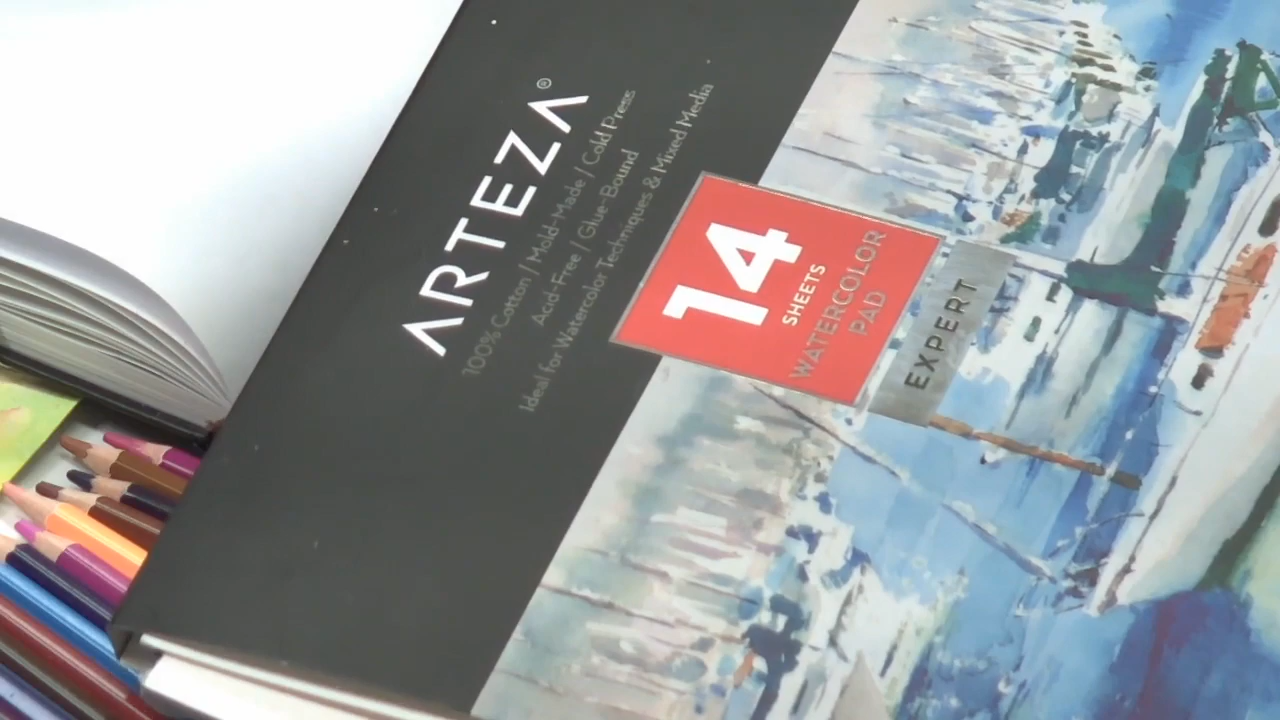 ARTEZA®
100% Cotton / Mold-Made / Cold Press
Acid-Free / Glue-Bound
Ideal for Watercolor Techniques & Mixed Media
14
SHEETS
WATERCOLOR
PAD
EXPERT